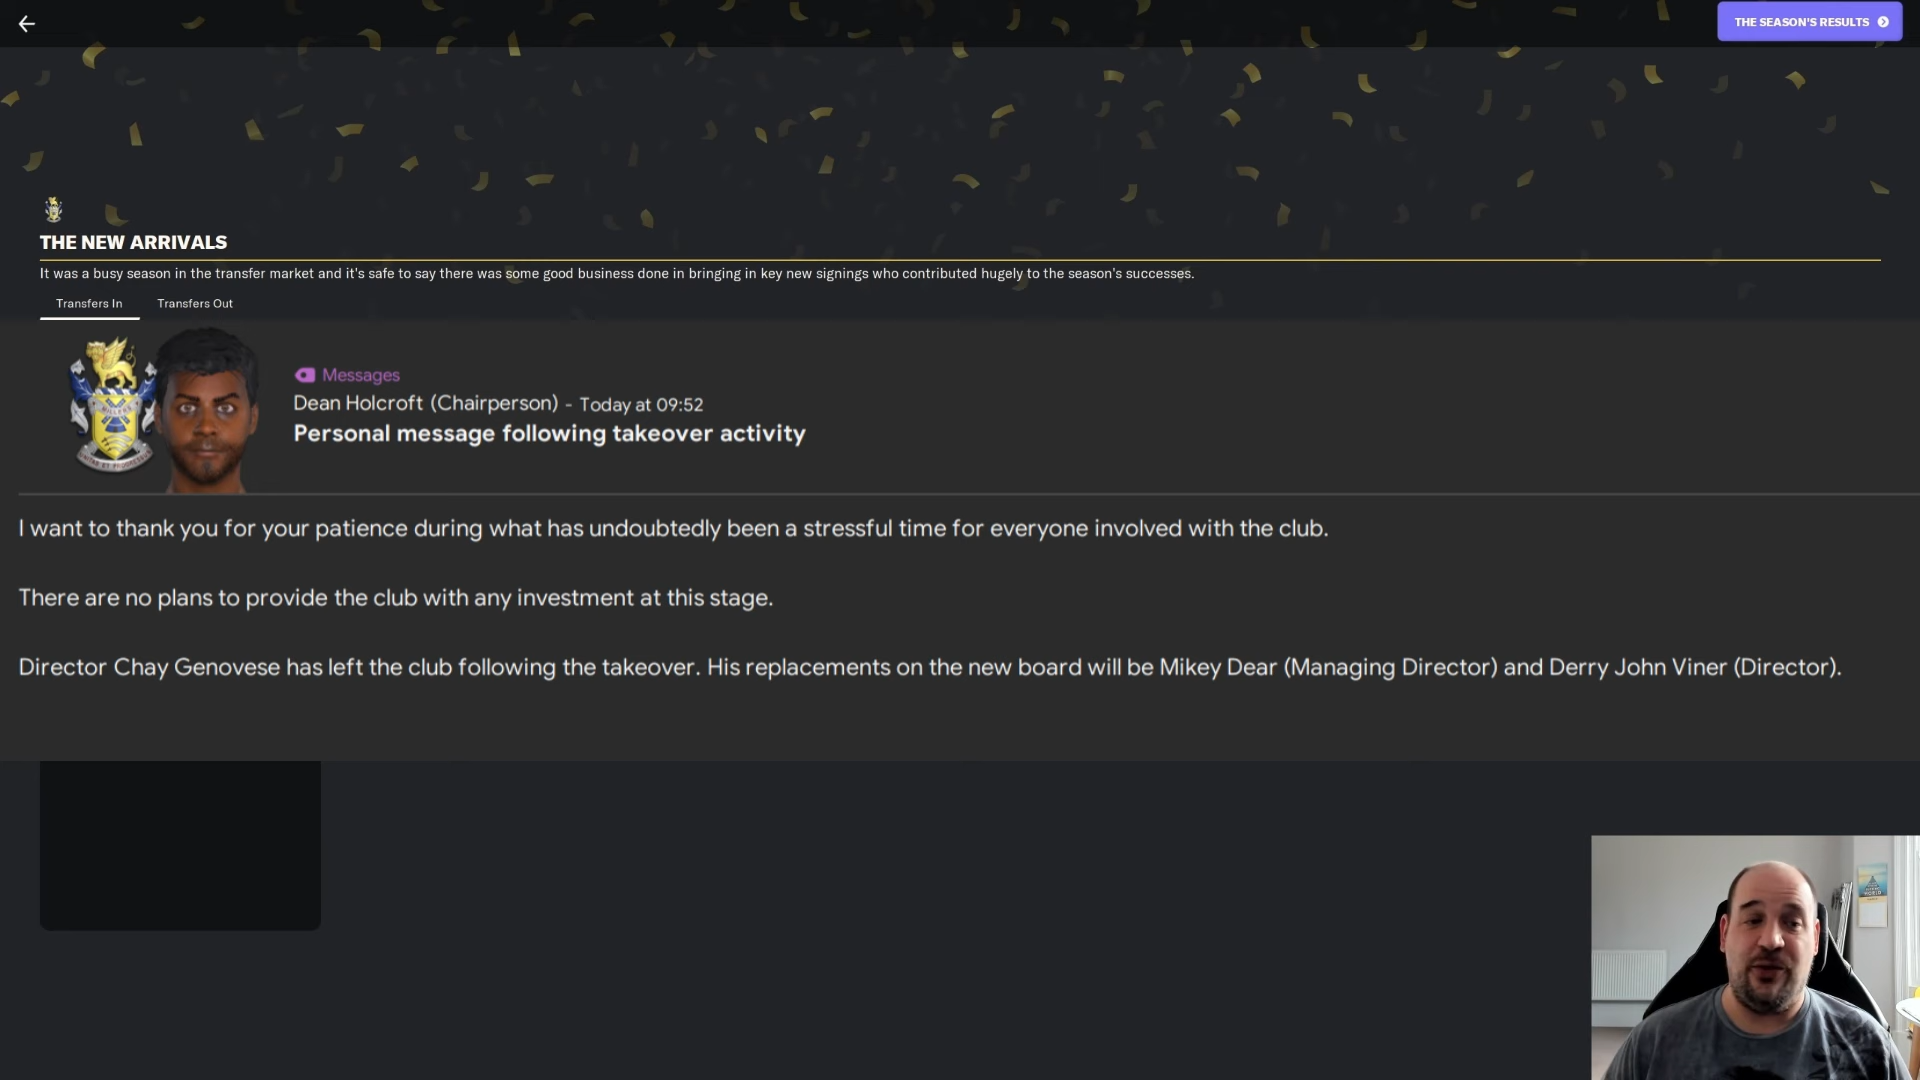 THE SEASON'S RESULTS
THE NEW ARRIVALS
It was a busy season in the transfer market and it's safe to say there was some good business done in bringing in key new signings who contributed hugely to the season's successes.
Transfers In
Transfers Out
Messages
Dean Holcroft (Chairperson) - Today at 09:52
Personal message following takeover activity
I want to thank you for your patience during what has undoubtedly been a stressful time for everyone involved with the club.
There are no plans to provide the club with any investment at this stage.
Director Chay Genovese has left the club following the takeover. His replacements on the new board will be Mikey Dear (Managing Director) and Derry John Viner (Director).